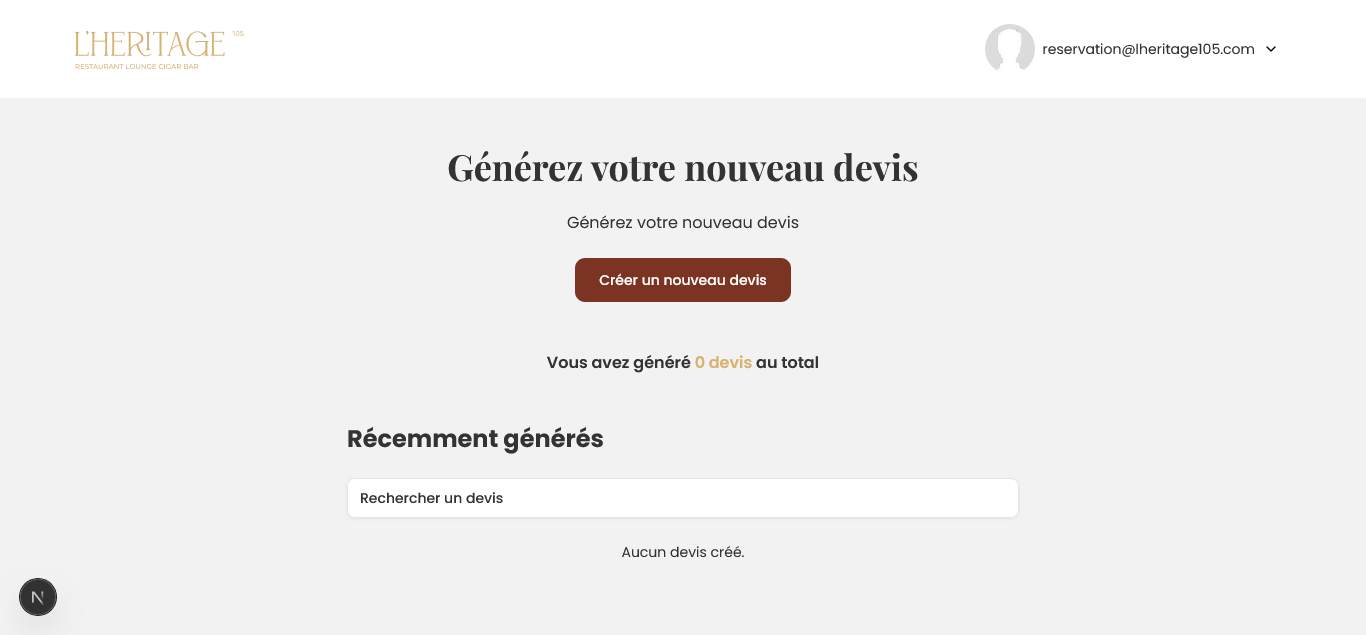 L'HERITAGE 105
RESTAURANT LOUNGE CIGAR BAR
reservation@lheritage105.com
Générez votre nouveau devis
Générez votre nouveau devis
Créer un nouveau devis
Vous avez généré 0 devis au total
Récemment générés
Rechercher un devis
Aucun devis créé.
N